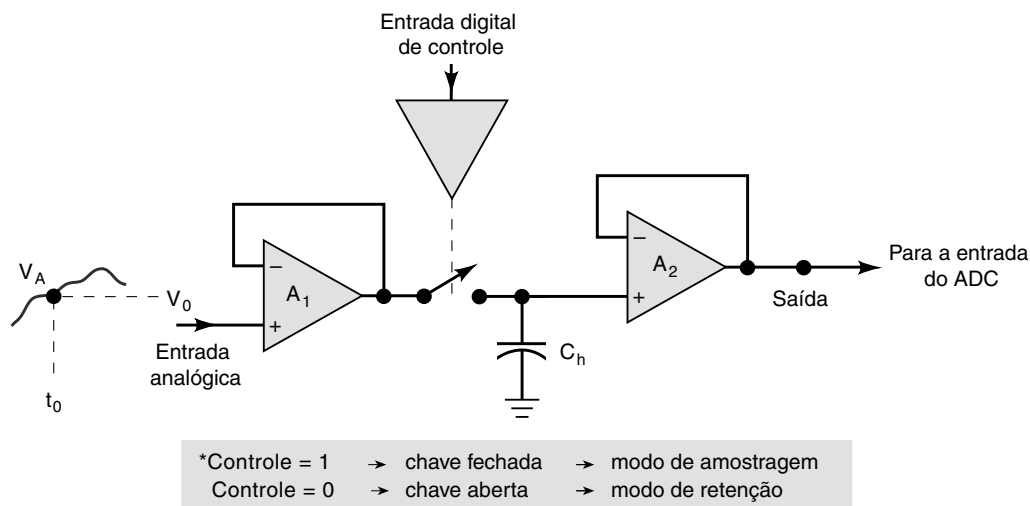 Entrada digital
de controle
V_A
V_0
t_0
Entrada
analógica
−
+
A_1
C_h
−
+
A_2
Saída
Para a entrada
do ADC
*Controle = 1 → chave fechada → modo de amostragem
Controle = 0 → chave aberta → modo de retenção